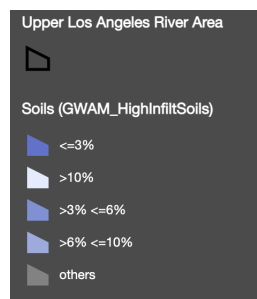 Upper Los Angeles River Area
Soils (GWAM_HighInfiltSoils)
<=3%
>10%
>3% <=6%
>6% <=10%
others